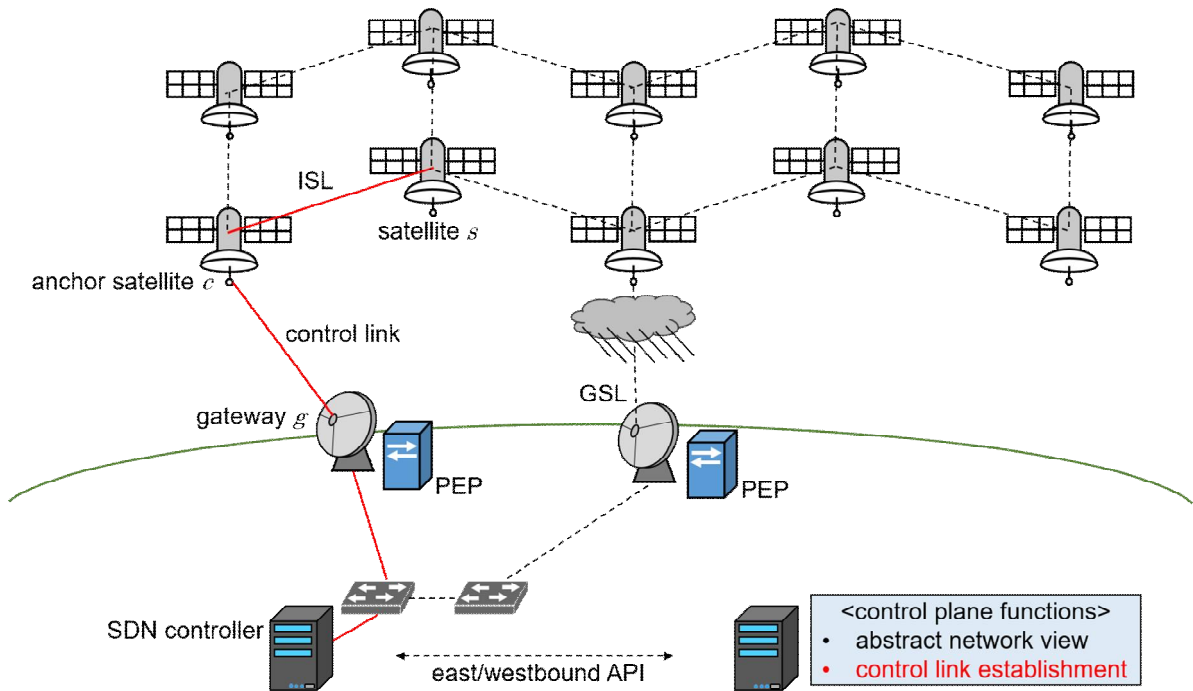 ISL
satellite s
anchor satellite c
control link
GSL
gateway g
PEP
PEP
SDN controller
east/westbound API
<control plane functions>
• abstract network view
• control link establishment